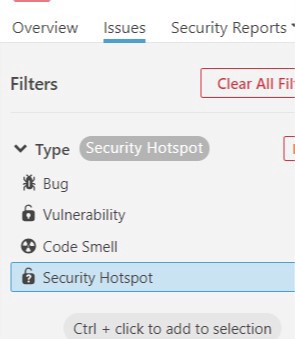 Overview Issues Security Reports
Filters Clear All Fil
Type Security Hotspot
Bug
Vulnerability
Code Smell
Security Hotspot
Ctrl + click to add to selection